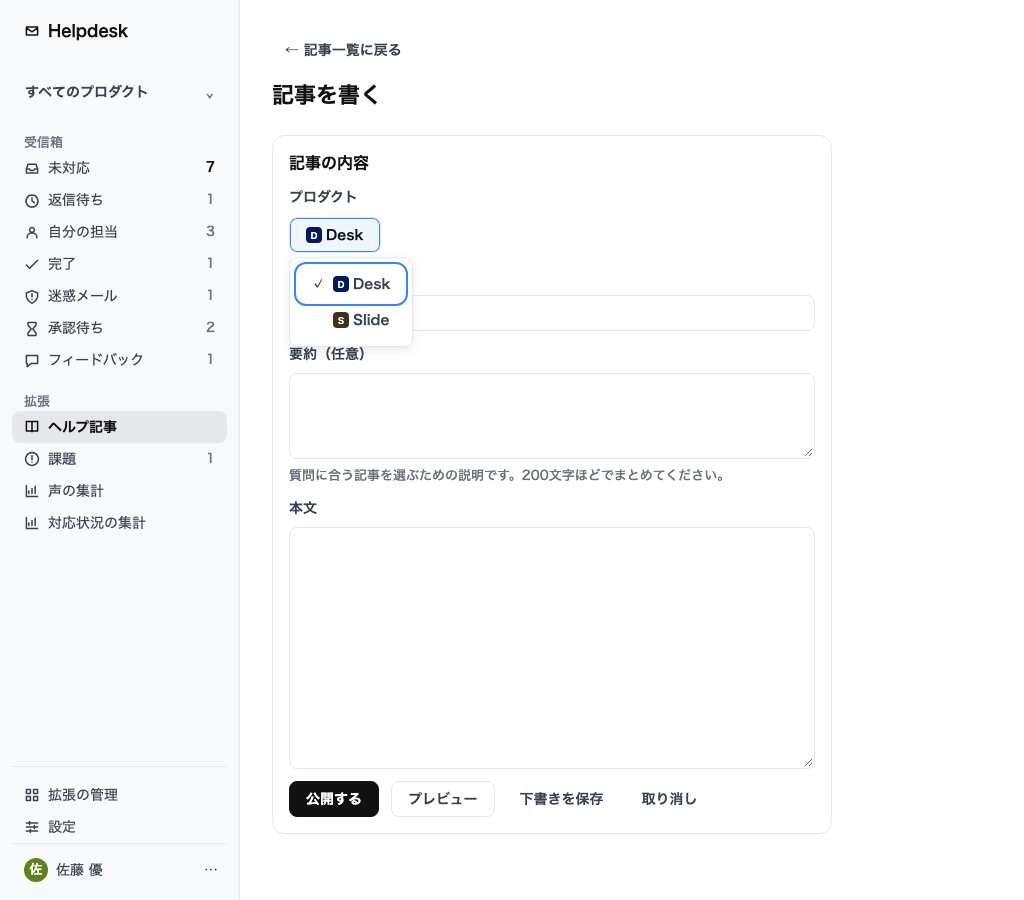 Helpdesk
すべてのプロダクト
受信箱
未対応 7
返信待ち 1
自分の担当 3
完了 1
迷惑メール 1
承認待ち 2
フィードバック 1
拡張
ヘルプ記事
課題 1
声の集計
対応状況の集計
拡張の管理
設定
佐 佐藤 優 …
← 記事一覧に戻る
記事を書く
記事の内容
プロダクト
D Desk
✓ D Desk
S Slide
要約（任意）
質問に合う記事を選ぶための説明です。200文字ほどでまとめてください。
本文
公開する プレビュー 下書きを保存 取り消し